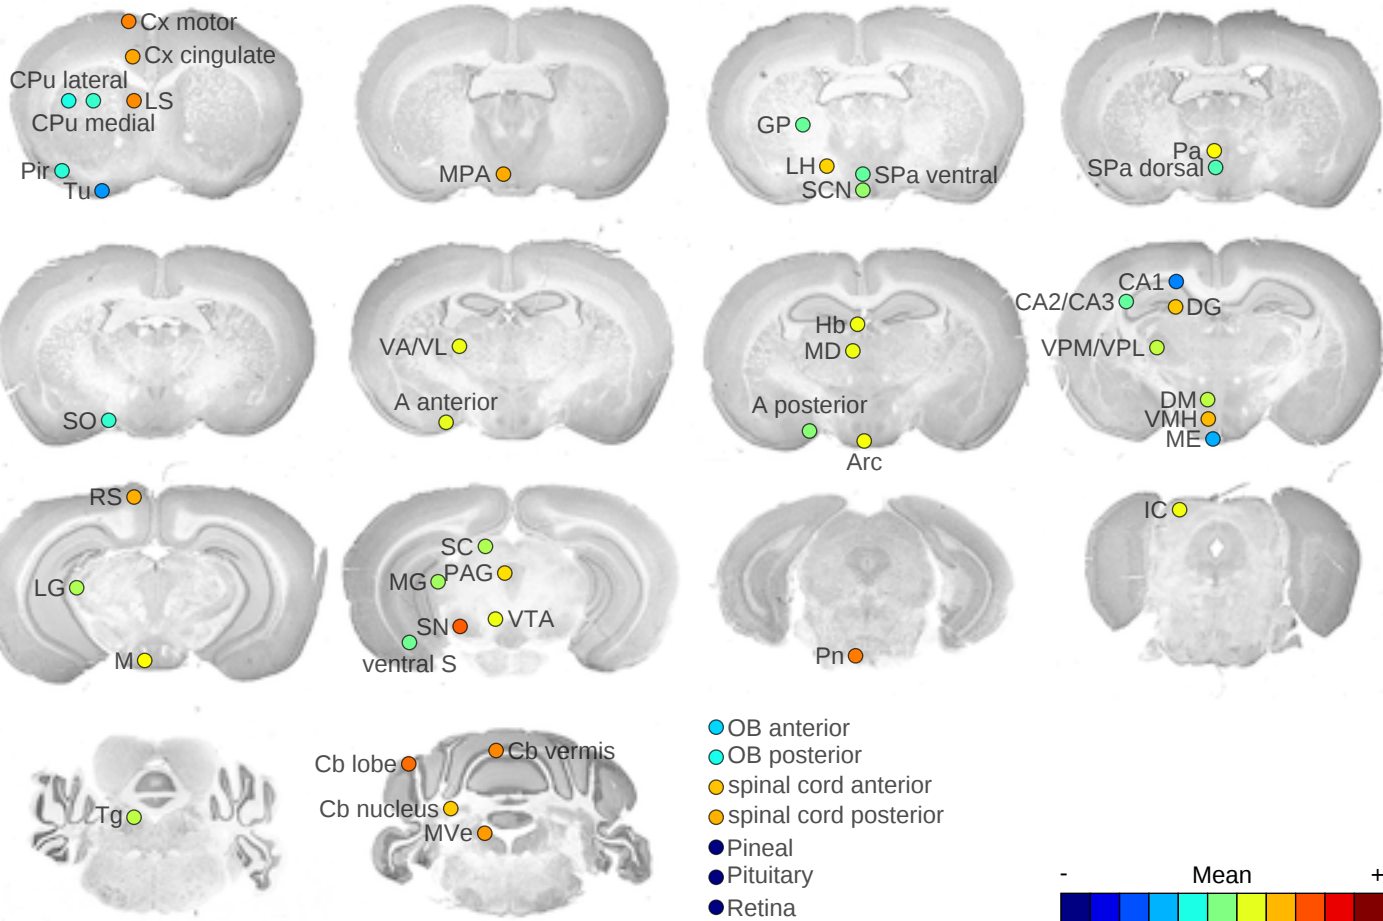 Cx motor
Cx cingulate
CPu lateral
LS
CPu medial
Pir
Tu
MPA
GP
LH
SPa ventral
SCN
Pa
SPa dorsal
SO
VA/VL
A anterior
Hb
MD
A posterior
Arc
CA1
CA2/CA3
DG
VPM/VPL
DM
VMH
ME
RS
LG
M
SC
MG
PAG
SN
VTA
ventral S
Pn
IC
Tg
Cb lobe
Cb vermis
Cb nucleus
MVe
OB anterior
OB posterior
spinal cord anterior
spinal cord posterior
Pineal
Pituitary
Retina
- Mean +